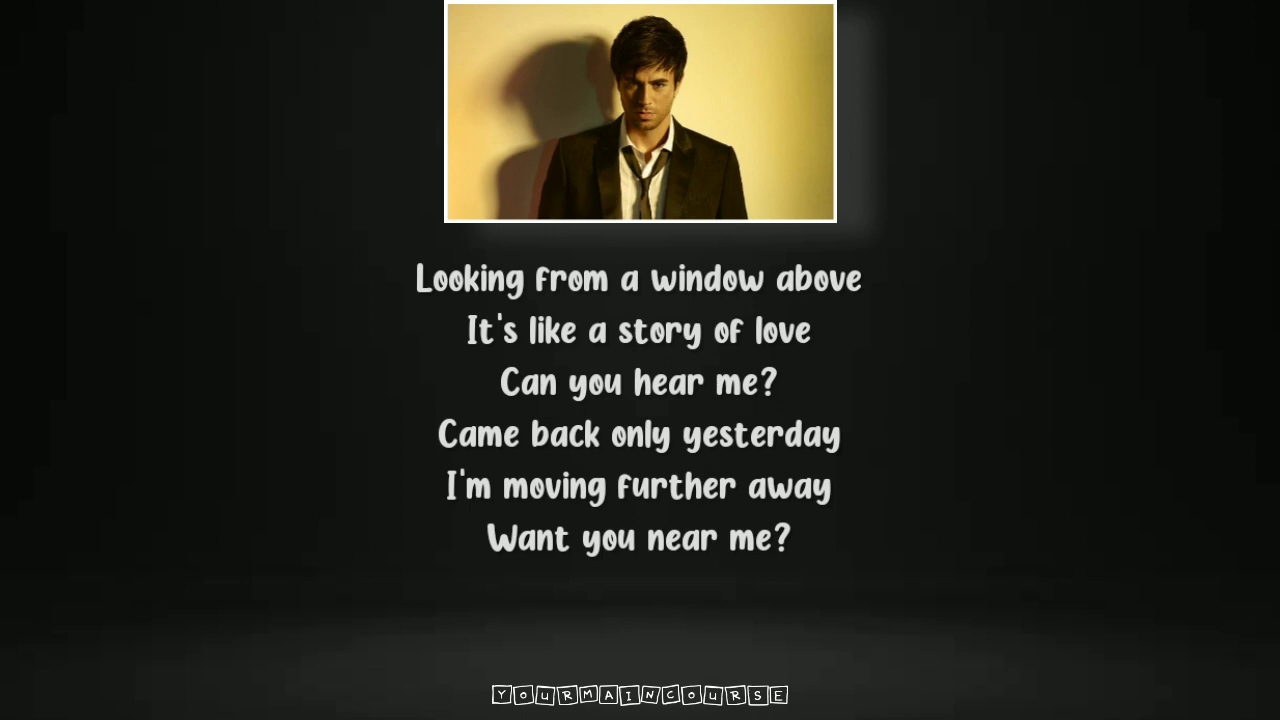 Looking from a window above
It's like a story of love
Can you hear me?
Came back only yesterday
I'm moving further away
Want you near me?
YOURMAINCOURSE